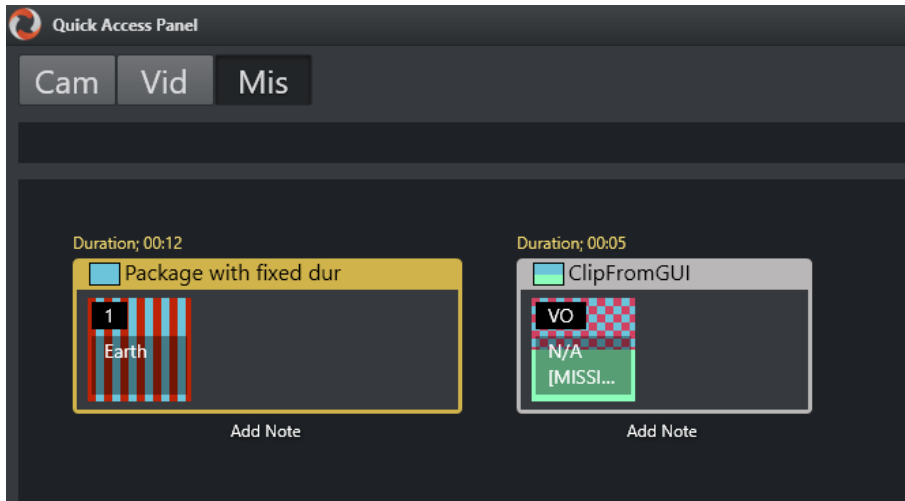 Quick Access Panel
Cam Vid Mis
Duration; 00:12
Package with fixed dur
1
Earth
Add Note
Duration; 00:05
ClipFromGUI
VO
N/A
[MISSI...
Add Note